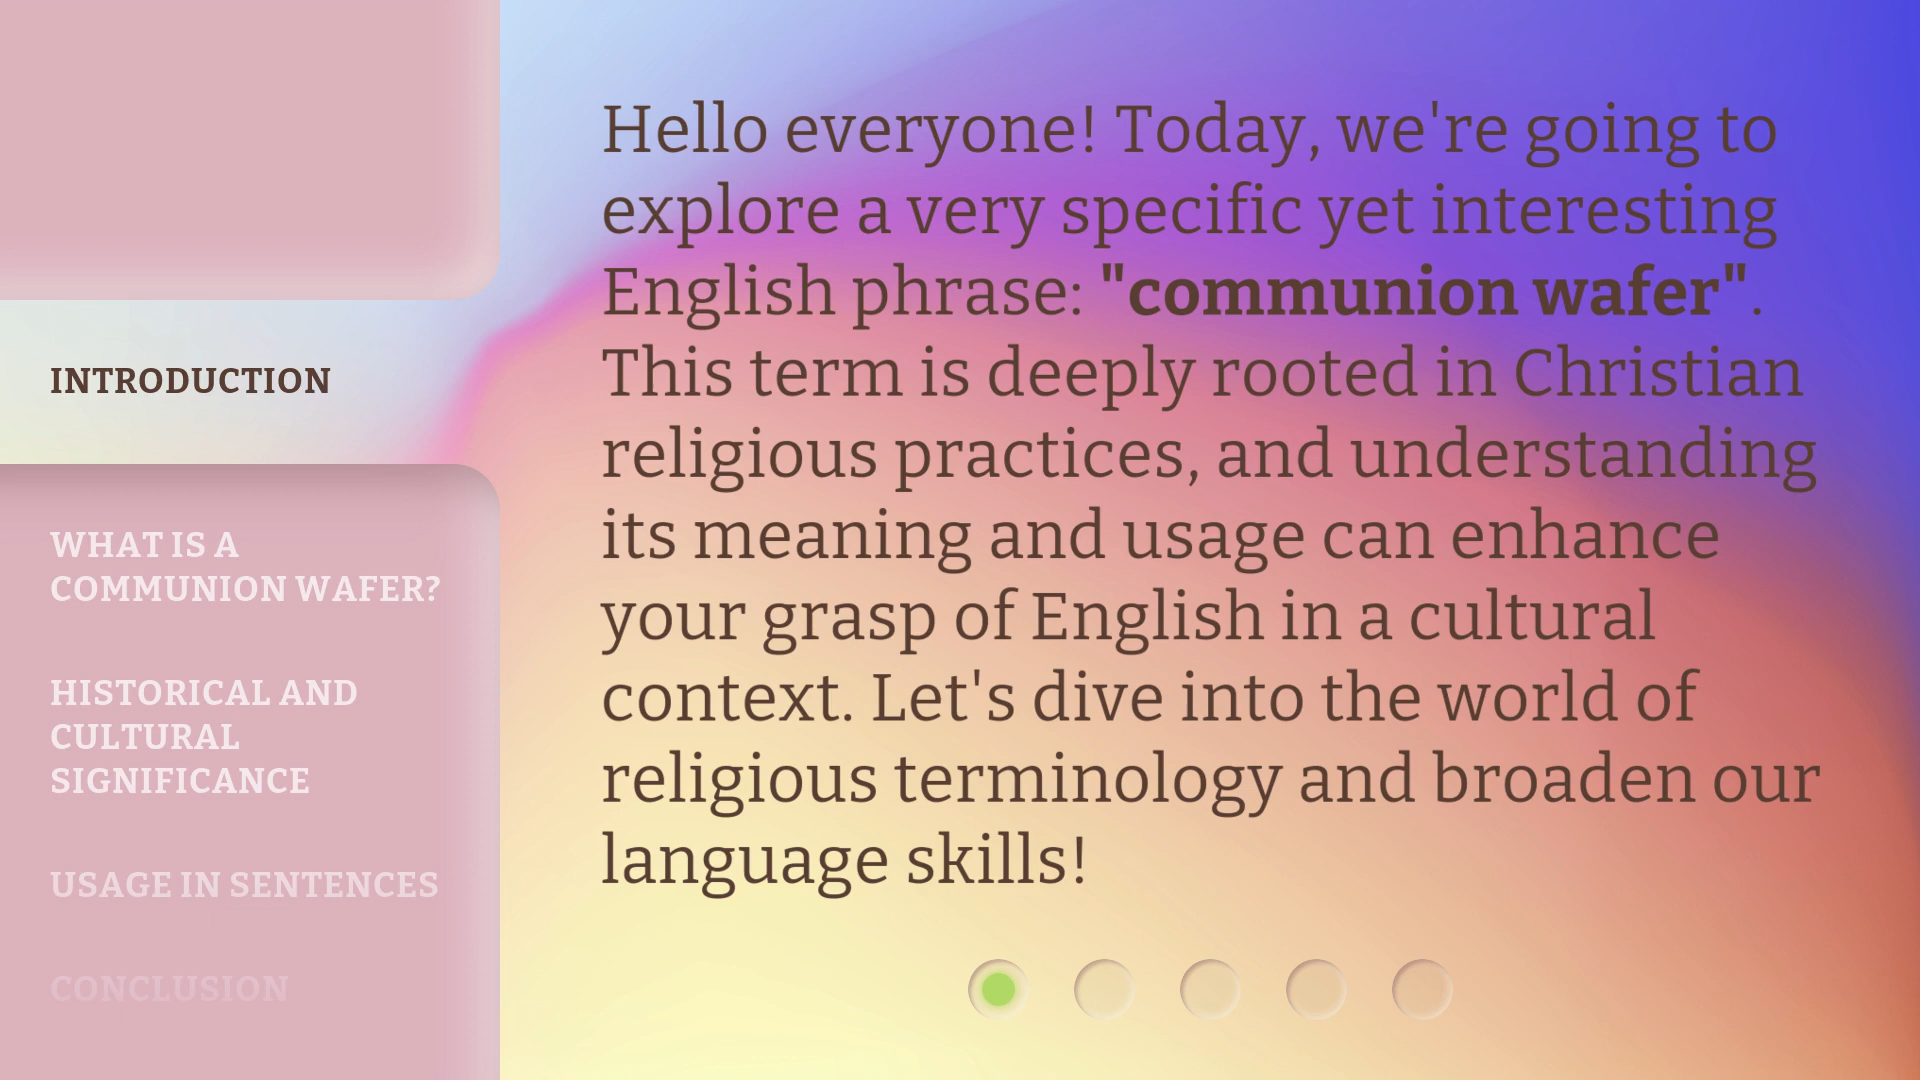 INTRODUCTION
WHAT IS A
COMMUNION WAFER?
HISTORICAL AND
CULTURAL
SIGNIFICANCE
USAGE IN SENTENCES
CONCLUSION
Hello everyone! Today, we're going to
explore a very specific yet interesting
English phrase: "communion wafer".
This term is deeply rooted in Christian
religious practices, and understanding
its meaning and usage can enhance
your grasp of English in a cultural
context. Let's dive into the world of
religious terminology and broaden our
language skills!